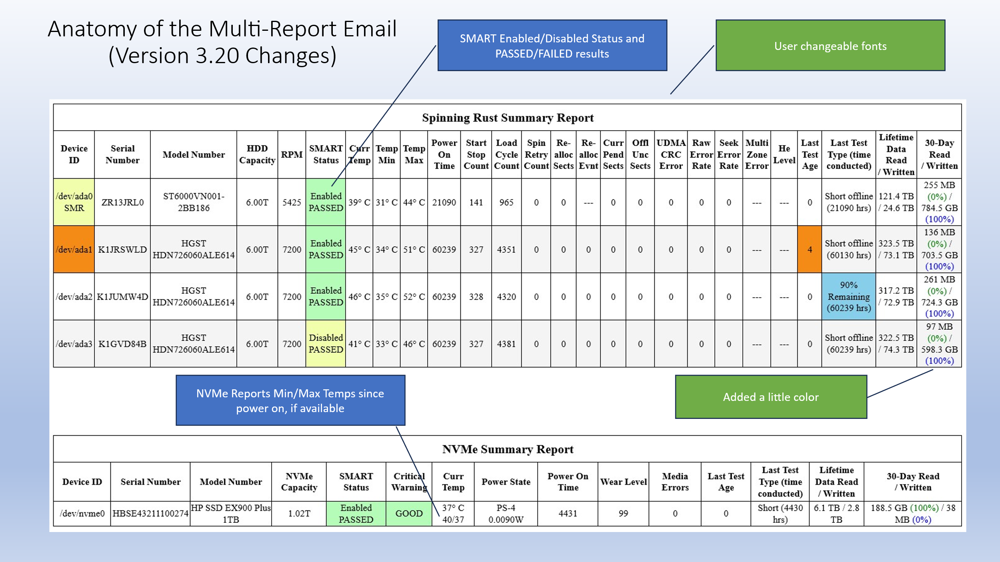 Anatomy of the Multi-Report Email
(Version 3.20 Changes)
SMART Enabled/Disabled Status and
PASSED/FAILED results
User changeable fonts
Spinning Rust Summary Report
Device ID | Serial Number | Model Number | HDD Capacity | RPM | SMART Status | Curr Temp | Temp Min | Temp Max | Power On Time | Start Stop Count | Load Cycle Count | Spin Retry Count | Re-alloc Sects | Re-alloc Evnt | Curr Pend Sects | Offl Unc Sects | UDMA CRC Error | Raw Error Rate | Seek Error Rate | Multi Zone Error | He Level | Last Test Age | Last Test Type (time conducted) | Lifetime Data Read / Written | 30-Day Read / Written
/dev/ada0 SMR | ZR13JRL0 | ST6000VN001-2BB186 | 6.00T | 5425 | Enabled PASSED | 39° C | 31° C | 44° C | 21090 | 141 | 965 | 0 | 0 | --- | 0 | 0 | 0 | 0 | 0 | --- | --- | 0 | Short offline (21090 hrs) | 121.4 TB / 24.6 TB | 255 MB (0%) / 784.5 GB (100%)
/dev/ada1 | K1JRSWLD | HGST HDN726060ALE614 | 6.00T | 7200 | Enabled PASSED | 45° C | 34° C | 51° C | 60239 | 327 | 4351 | 0 | 0 | 0 | 0 | 0 | 0 | 0 | 0 | --- | --- | 4 | Short offline (60130 hrs) | 323.5 TB / 73.1 TB | 136 MB (0%) / 703.5 GB (100%)
/dev/ada2 | K1JUMW4D | HGST HDN726060ALE614 | 6.00T | 7200 | Enabled PASSED | 46° C | 35° C | 52° C | 60239 | 328 | 4320 | 0 | 0 | 0 | 0 | 0 | 0 | 0 | 0 | --- | --- | 0 | 90% Remaining (60239 hrs) | 317.2 TB / 72.9 TB | 261 MB (0%) / 724.3 GB (100%)
/dev/ada3 | K1GVD84B | HGST HDN726060ALE614 | 6.00T | 7200 | Disabled PASSED | 41° C | 33° C | 46° C | 60239 | 327 | 4381 | 0 | 0 | 0 | 0 | 0 | 0 | 0 | 0 | --- | --- | 0 | Short offline (60239 hrs) | 322.5 TB / 74.3 TB | 97 MB (0%) / 598.3 GB (100%)
NVMe Reports Min/Max Temps since
power on, if available
Added a little color
NVMe Summary Report
Device ID | Serial Number | Model Number | NVMe Capacity | SMART Status | Critical Warning | Curr Temp | Power State | Power On Time | Wear Level | Media Errors | Last Test Age | Last Test Type (time conducted) | Lifetime Data Read / Written | 30-Day Read / Written
/dev/nvme0 | HBSE43211100274 | HP SSD EX900 Plus 1TB | 1.02T | Enabled PASSED | GOOD | 37° C 40/37 | PS-4 0.0090W | 4431 | 99 | 0 | 0 | Short (4430 hrs) | 6.1 TB / 2.8 TB | 188.5 GB (100%) / 38 MB (0%)